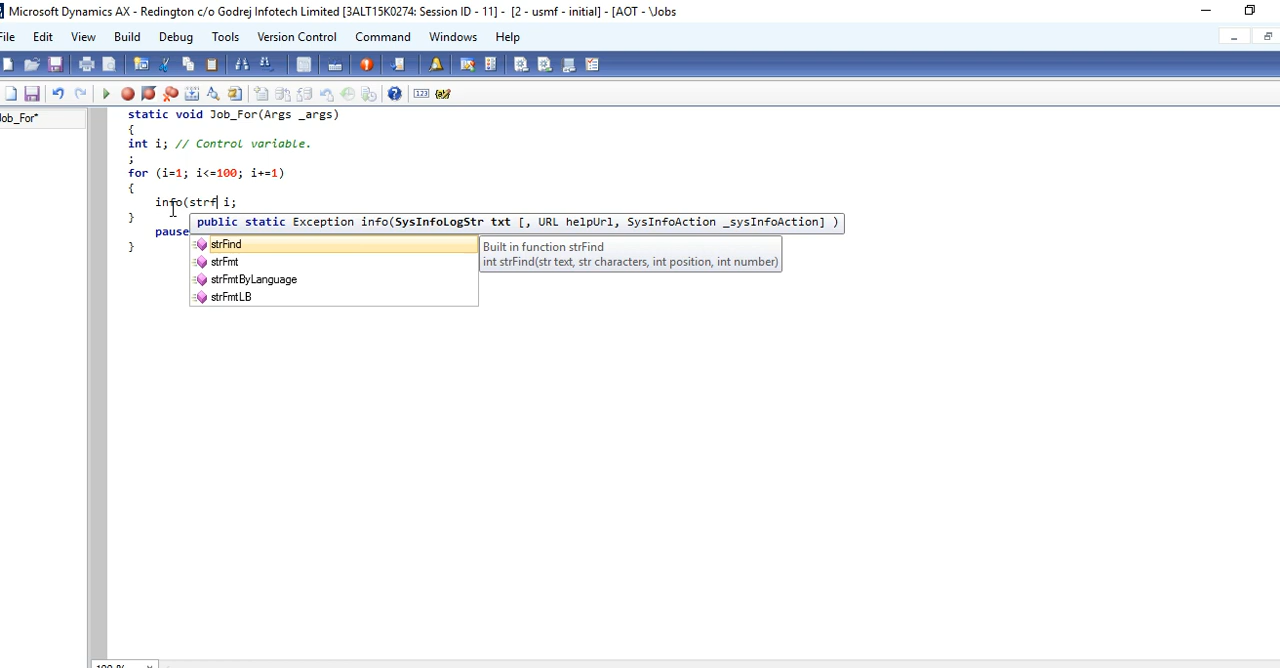 Microsoft Dynamics AX - Redington c/o Godrej Infotech Limited [3ALT15K0274: Session ID - 11] - [2 - usmf - initial] - [AOT - \Jobs
ile Edit View Build Debug Tools Version Control Command Windows Help
ob_For*
static void Job_For(Args _args)
{
int i; // Control variable.
;
for (i=1; i<=100; i+=1)
{
info(strf i;
}
public static Exception info(SysInfoLogStr txt [, URL helpUrl, SysInfoAction _sysInfoAction] )
pause
}
strFind
Built in function strFind
int strFind(str text, str characters, int position, int number)
strFmt
strFmtByLanguage
strFmtLB